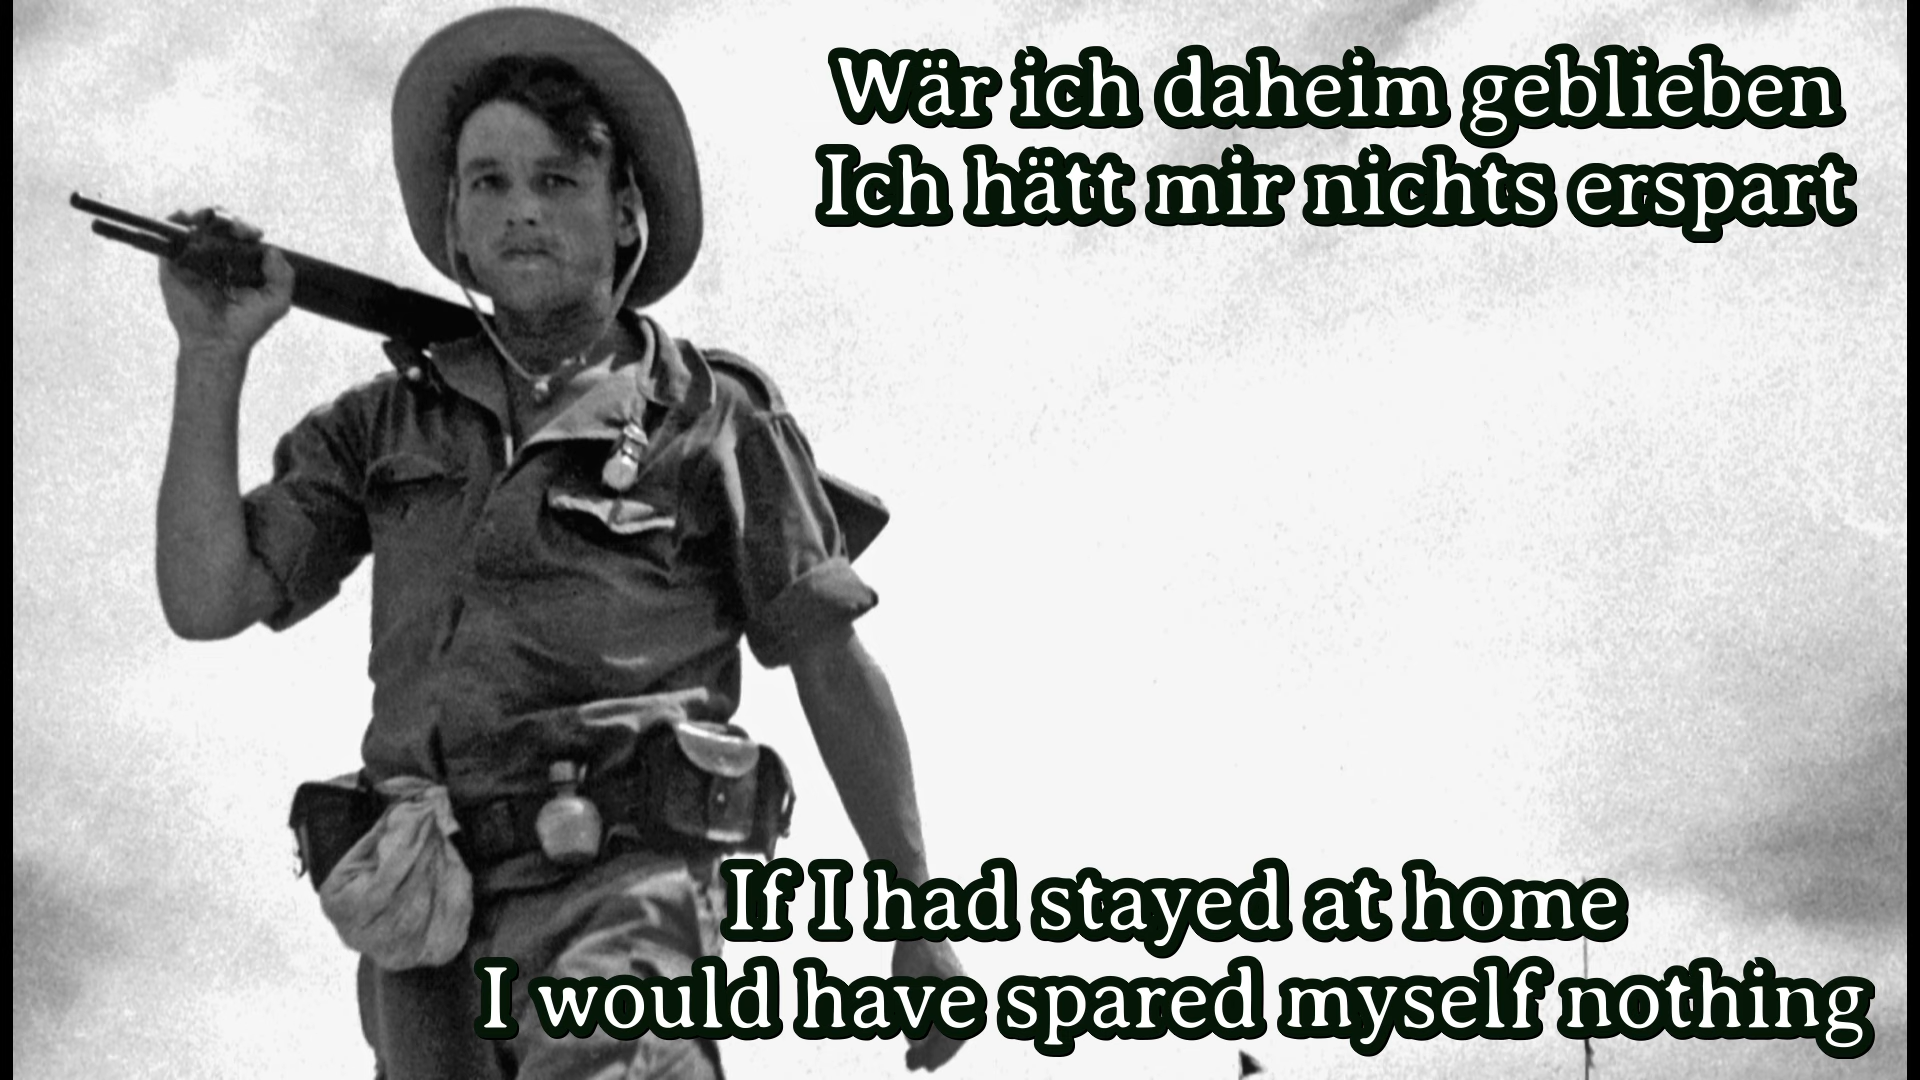 Wär ich daheim geblieben
Ich hätt mir nichts erspart
If I had stayed at home
I would have spared myself nothing